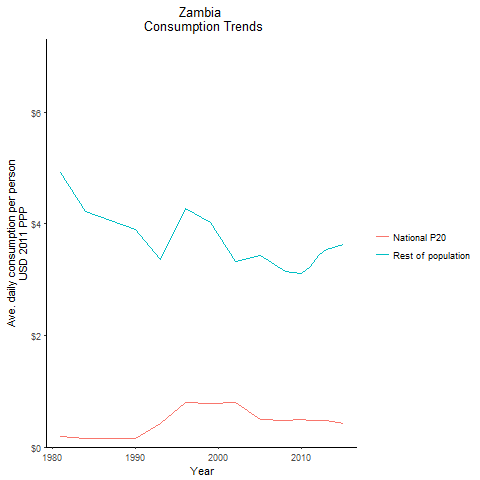 Zambia
Consumption Trends
Ave. daily consumption per person
USD 2011 PPP
$6
$4
$2
$0
1980
1990
2000
2010
Year
National P20
Rest of population